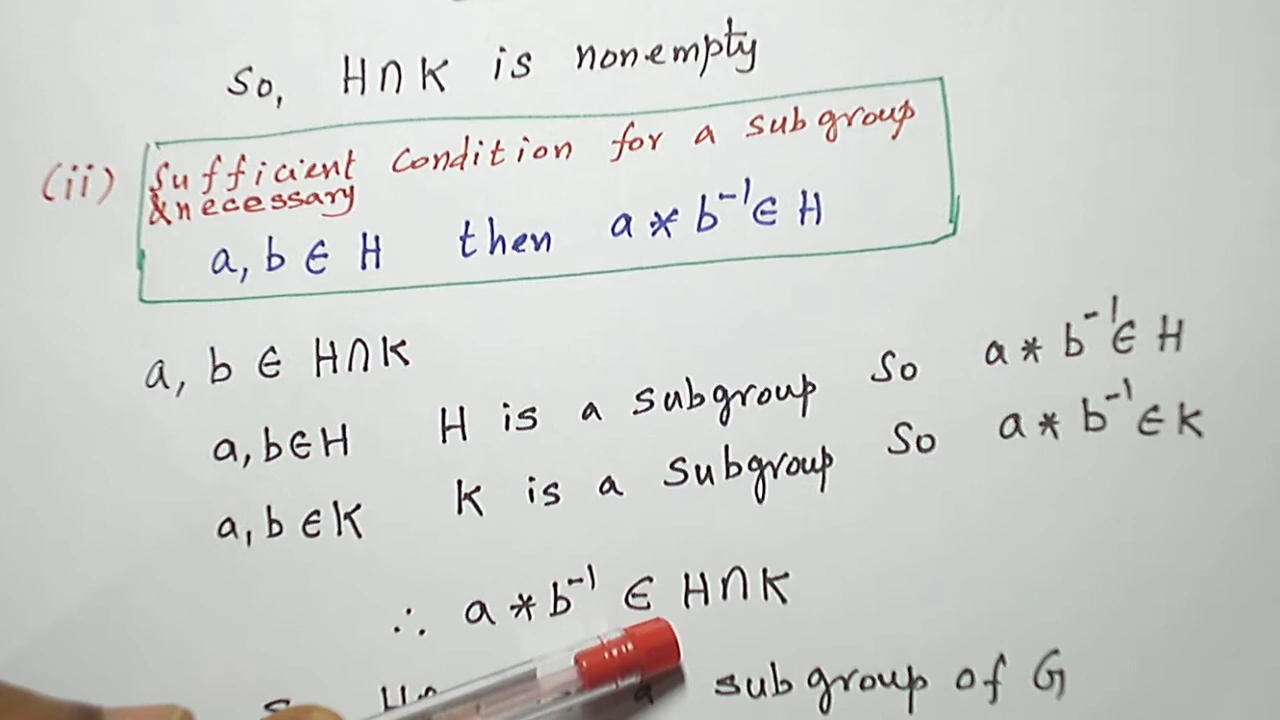 So, H∩K is nonempty
(ii) Sufficient condition for a subgroup
&necessary
a, b ∈ H then a * b⁻¹ ∈ H
a, b ∈ H∩K
a, b ∈ H H is a subgroup So a * b⁻¹ ∈ H
a, b ∈ K K is a subgroup So a * b⁻¹ ∈ K
∴ a * b⁻¹ ∈ H∩K
a subgroup of G